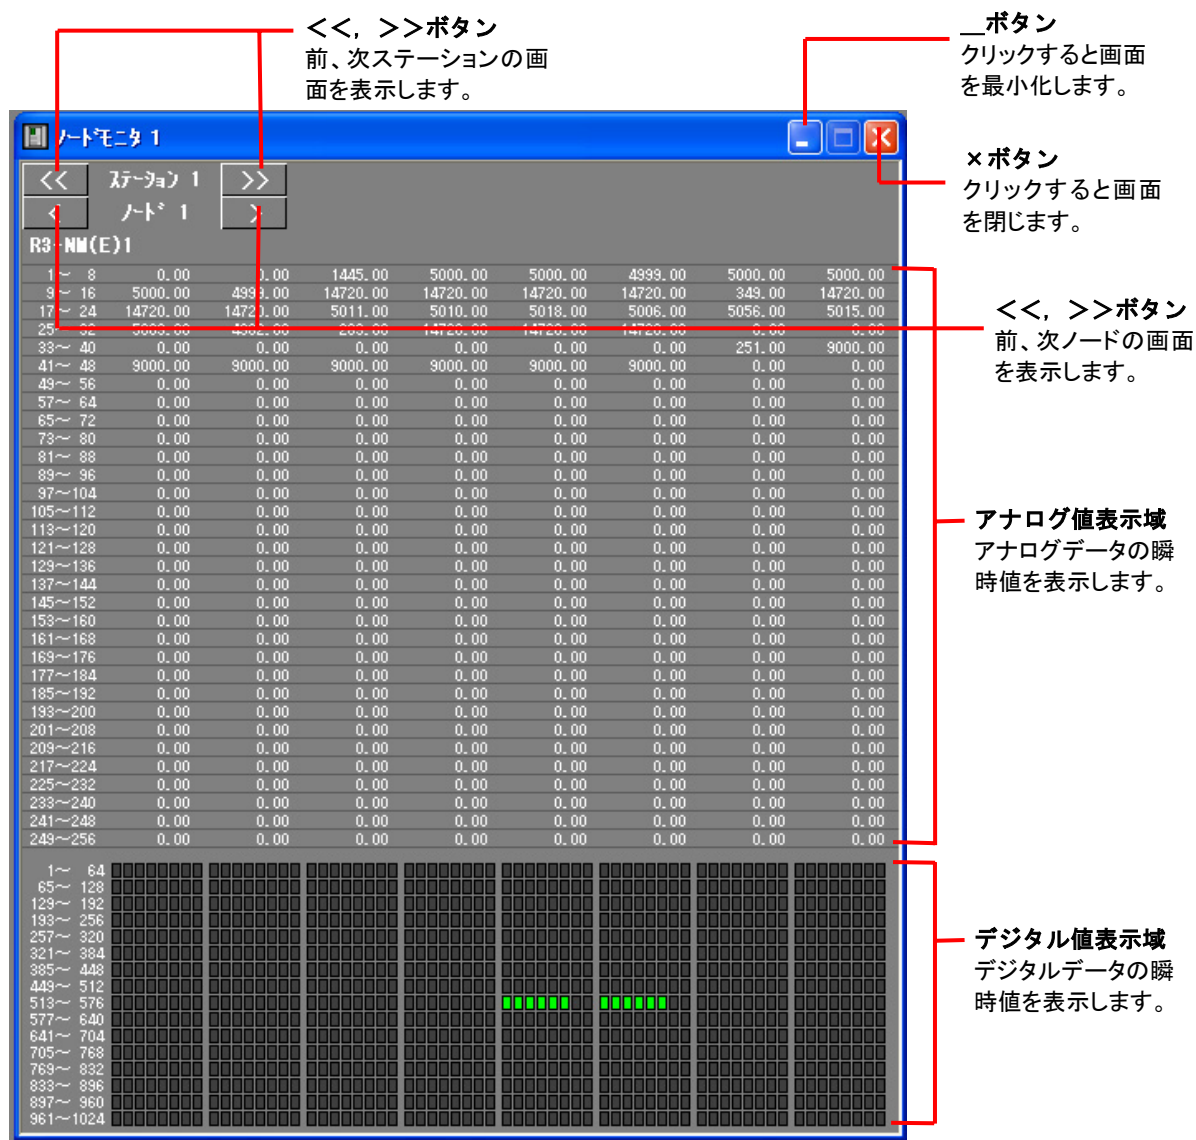 <<, >>ボタン
前、次ステーションの画
面を表示します。
__ボタン
クリックすると画面
を最小化します。
×ボタン
クリックすると画面
を閉じます。
<<, >>ボタン
前、次ノードの画面
を表示します。
アナログ値表示域
アナログデータの瞬
時値を表示します。
デジタル値表示域
デジタルデータの瞬
時値を表示します。
ノードモニタ 1
<< ステーション 1 >>
< ノード 1 >
R3-NM(E)1
1~ 8 0.00 0.00 1445.00 5000.00 5000.00 4999.00 5000.00 5000.00
9~ 16 5000.00 4999.00 14720.00 14720.00 14720.00 14720.00 349.00 14720.00
17~ 24 14720.00 14720.00 5011.00 5010.00 5018.00 5006.00 5056.00 5015.00
25~ 32 14720.00 14720.00 14720.00 0.00 0.00
33~ 40 0.00 0.00 0.00 0.00 0.00 0.00 251.00 9000.00
41~ 48 9000.00 9000.00 9000.00 9000.00 9000.00 9000.00 0.00 0.00
49~ 56 0.00 0.00 0.00 0.00 0.00 0.00 0.00 0.00
57~ 64 0.00 0.00 0.00 0.00 0.00 0.00 0.00 0.00
65~ 72 0.00 0.00 0.00 0.00 0.00 0.00 0.00 0.00
73~ 80 0.00 0.00 0.00 0.00 0.00 0.00 0.00 0.00
81~ 88 0.00 0.00 0.00 0.00 0.00 0.00 0.00 0.00
89~ 96 0.00 0.00 0.00 0.00 0.00 0.00 0.00 0.00
97~104 0.00 0.00 0.00 0.00 0.00 0.00 0.00 0.00
105~112 0.00 0.00 0.00 0.00 0.00 0.00 0.00 0.00
113~120 0.00 0.00 0.00 0.00 0.00 0.00 0.00 0.00
121~128 0.00 0.00 0.00 0.00 0.00 0.00 0.00 0.00
129~136 0.00 0.00 0.00 0.00 0.00 0.00 0.00 0.00
137~144 0.00 0.00 0.00 0.00 0.00 0.00 0.00 0.00
145~152 0.00 0.00 0.00 0.00 0.00 0.00 0.00 0.00
153~160 0.00 0.00 0.00 0.00 0.00 0.00 0.00 0.00
161~168 0.00 0.00 0.00 0.00 0.00 0.00 0.00 0.00
169~176 0.00 0.00 0.00 0.00 0.00 0.00 0.00 0.00
177~184 0.00 0.00 0.00 0.00 0.00 0.00 0.00 0.00
185~192 0.00 0.00 0.00 0.00 0.00 0.00 0.00 0.00
193~200 0.00 0.00 0.00 0.00 0.00 0.00 0.00 0.00
201~208 0.00 0.00 0.00 0.00 0.00 0.00 0.00 0.00
209~216 0.00 0.00 0.00 0.00 0.00 0.00 0.00 0.00
217~224 0.00 0.00 0.00 0.00 0.00 0.00 0.00 0.00
225~232 0.00 0.00 0.00 0.00 0.00 0.00 0.00 0.00
233~240 0.00 0.00 0.00 0.00 0.00 0.00 0.00 0.00
241~248 0.00 0.00 0.00 0.00 0.00 0.00 0.00 0.00
249~256 0.00 0.00 0.00 0.00 0.00 0.00 0.00 0.00
1~ 64
65~ 128
129~ 192
193~ 256
257~ 320
321~ 384
385~ 448
449~ 512
513~ 576
577~ 640
641~ 704
705~ 768
769~ 832
833~ 896
897~ 960
961~1024